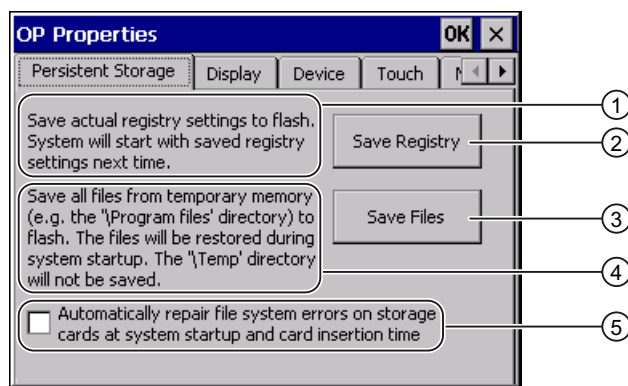 OP Properties OK ×
Persistent Storage Display Device Touch
Save actual registry settings to flash.
System will start with saved registry
settings next time.
Save Registry
Save all files from temporary memory
(e.g. the '\Program files' directory) to
flash. The files will be restored during
system startup. The '\Temp' directory
will not be saved.
Save Files
Automatically repair file system errors on storage
cards at system startup and card insertion time
1
2
3
4
5